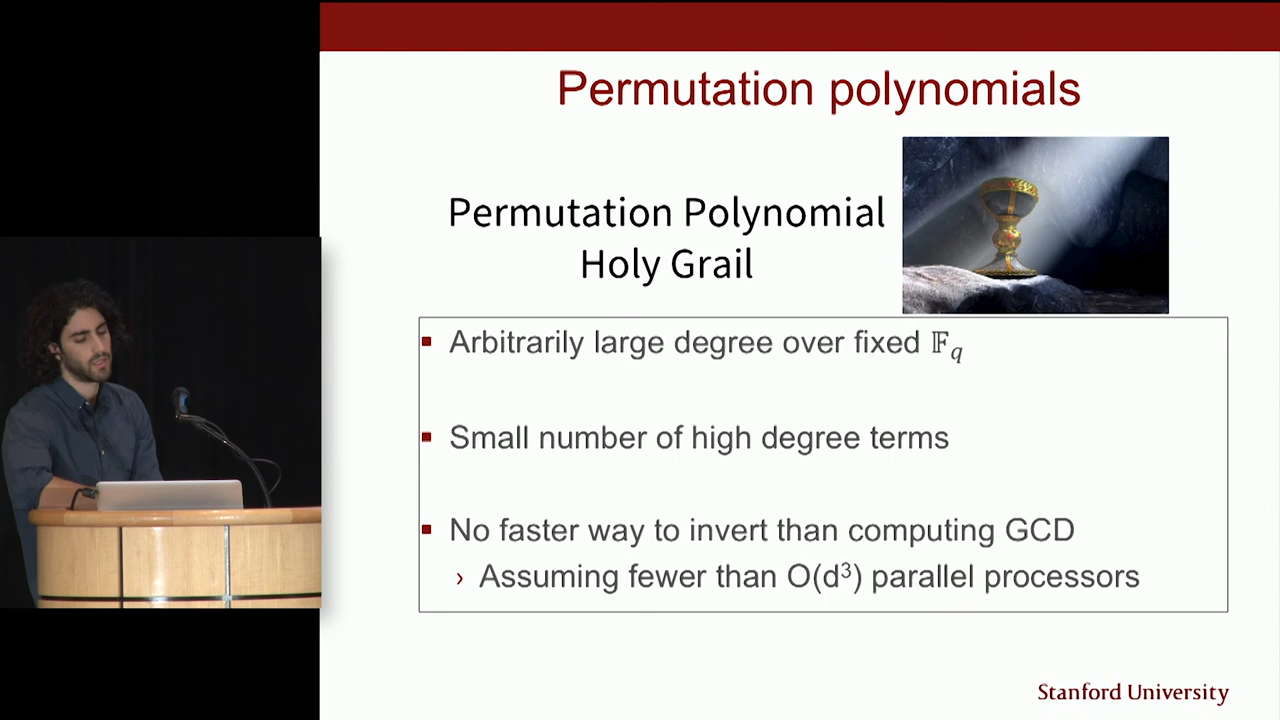 Permutation polynomials
Permutation Polynomial
Holy Grail
Arbitrarily large degree over fixed 𝔽_q
Small number of high degree terms
No faster way to invert than computing GCD
› Assuming fewer than O(d³) parallel processors
Stanford University